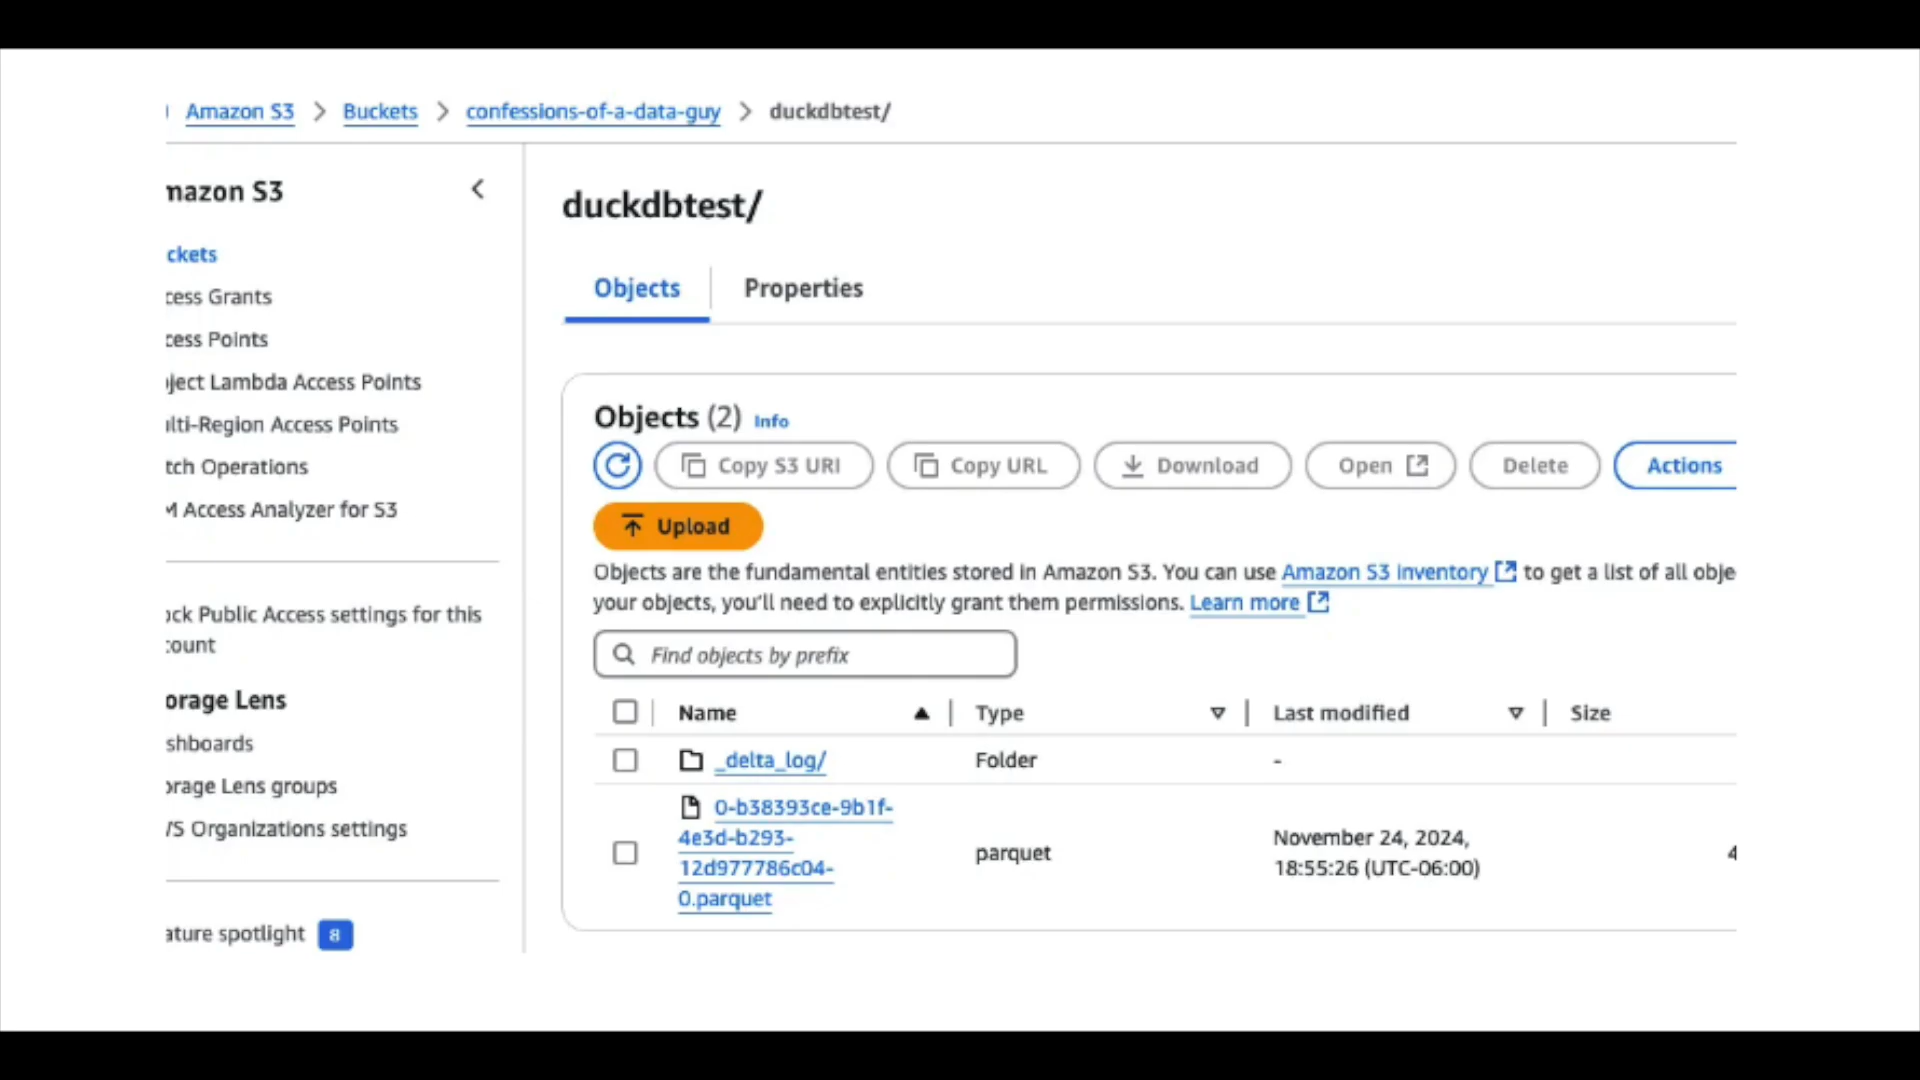 Amazon S3 > Buckets > confessions-of-a-data-guy > duckdbtest/
mazon S3
ckets
cess Grants
cess Points
ject Lambda Access Points
ulti-Region Access Points
tch Operations
M Access Analyzer for S3
ock Public Access settings for this
count
orage Lens
shboards
orage Lens groups
/S Organizations settings
ature spotlight 8
duckdbtest/
Objects Properties
Objects (2) Info
Copy S3 URI Copy URL Download Open Delete Actions
Upload
Objects are the fundamental entities stored in Amazon S3. You can use Amazon S3 inventory to get a list of all obje
your objects, you'll need to explicitly grant them permissions. Learn more
Find objects by prefix
Name Type Last modified Size
_delta_log/ Folder -
0-b38393ce-9b1f-
4e3d-b293-
12d977786c04-
0.parquet
parquet
November 24, 2024,
18:55:26 (UTC-06:00)
4